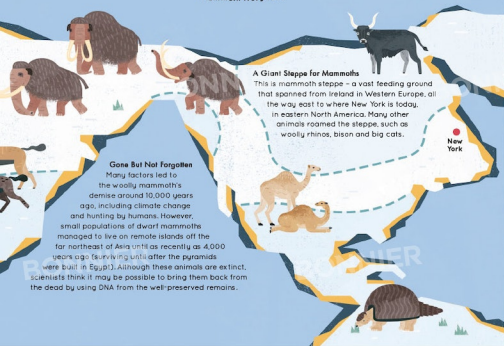 A Giant Steppe for Mammoths
This is mammoth steppe – a vast feeding ground
that spanned from Ireland in Western Europe, all
the way east to where New York is today,
in eastern North America. Many other
animals roamed the steppe, such as
woolly rhinos, bison and big cats.
New
York
Gone But Not Forgotten
Many factors led to
the woolly mammoth's
demise around 10,000 years
ago, including climate change
and hunting by humans. However,
small populations of dwarf mammoths
managed to live on remote islands off the
far northeast of Asia until as recently as 4,000
years ago (surviving until after the pyramids
were built in Egypt). Although these animals are extinct,
scientists think it may be possible to bring them back from
the dead by using DNA from the well-preserved remains.
BONNIER